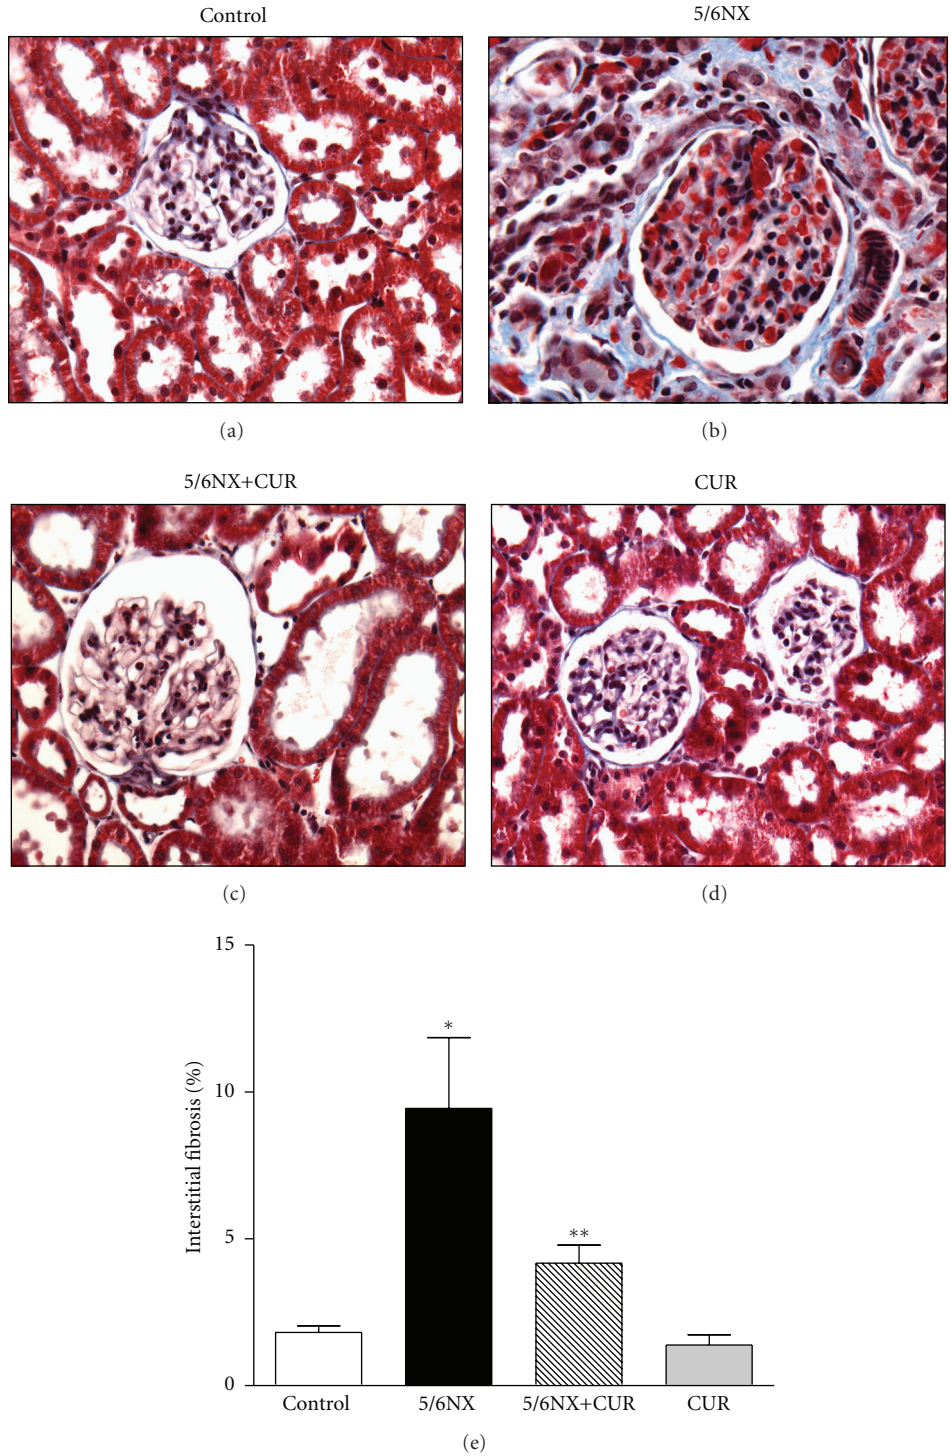 Control
5/6NX
(a)
(b)
5/6NX+CUR
CUR
(c)
(d)
15
10
5
0
Interstitial fibrosis (%)
*
**
Control
5/6NX
5/6NX+CUR
CUR
(e)